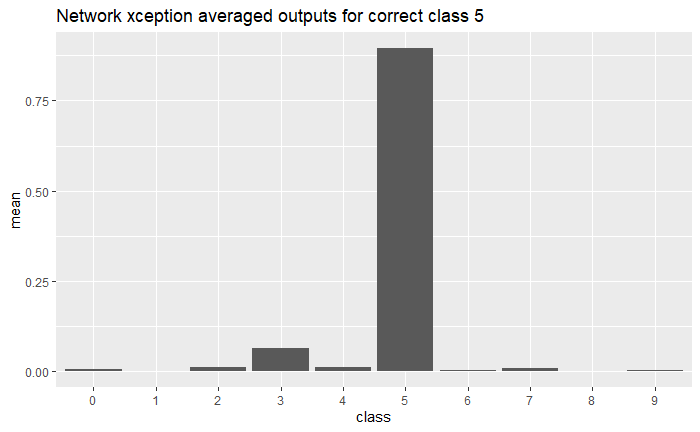 Network xception averaged outputs for correct class 5
mean
0.75
0.50
0.25
0.00
0 1 2 3 4 5 6 7 8 9
class